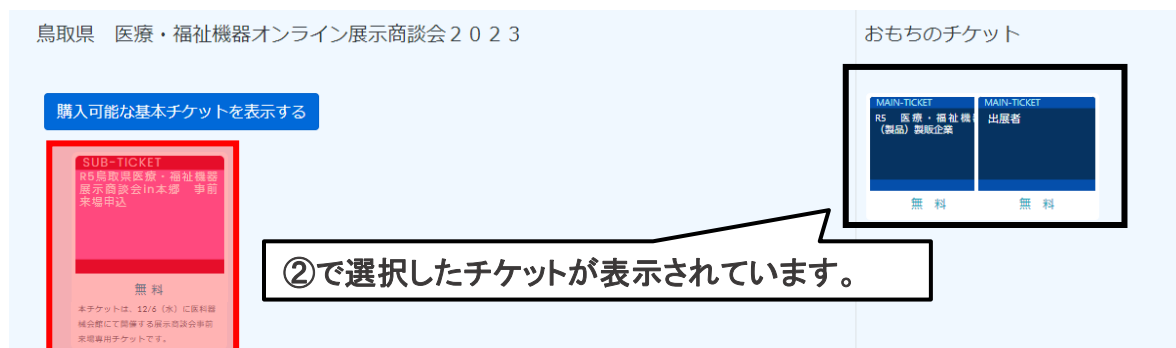 鳥取県　医療・福祉機器オンライン展示商談会２０２３
おもちのチケット
購入可能な基本チケットを表示する
SUB-TICKET
R5鳥取県医療・福祉機器
展示商談会in本郷　事前
来場申込
無 料
本チケットは、12/6（水）に医科器
械会館にて開催する展示商談会事前
来場専用チケットです。
MAIN-TICKET
R5　医療・福祉機
（製品）製販企業
無 料
MAIN-TICKET
出展者
無 料
②で選択したチケットが表示されています。